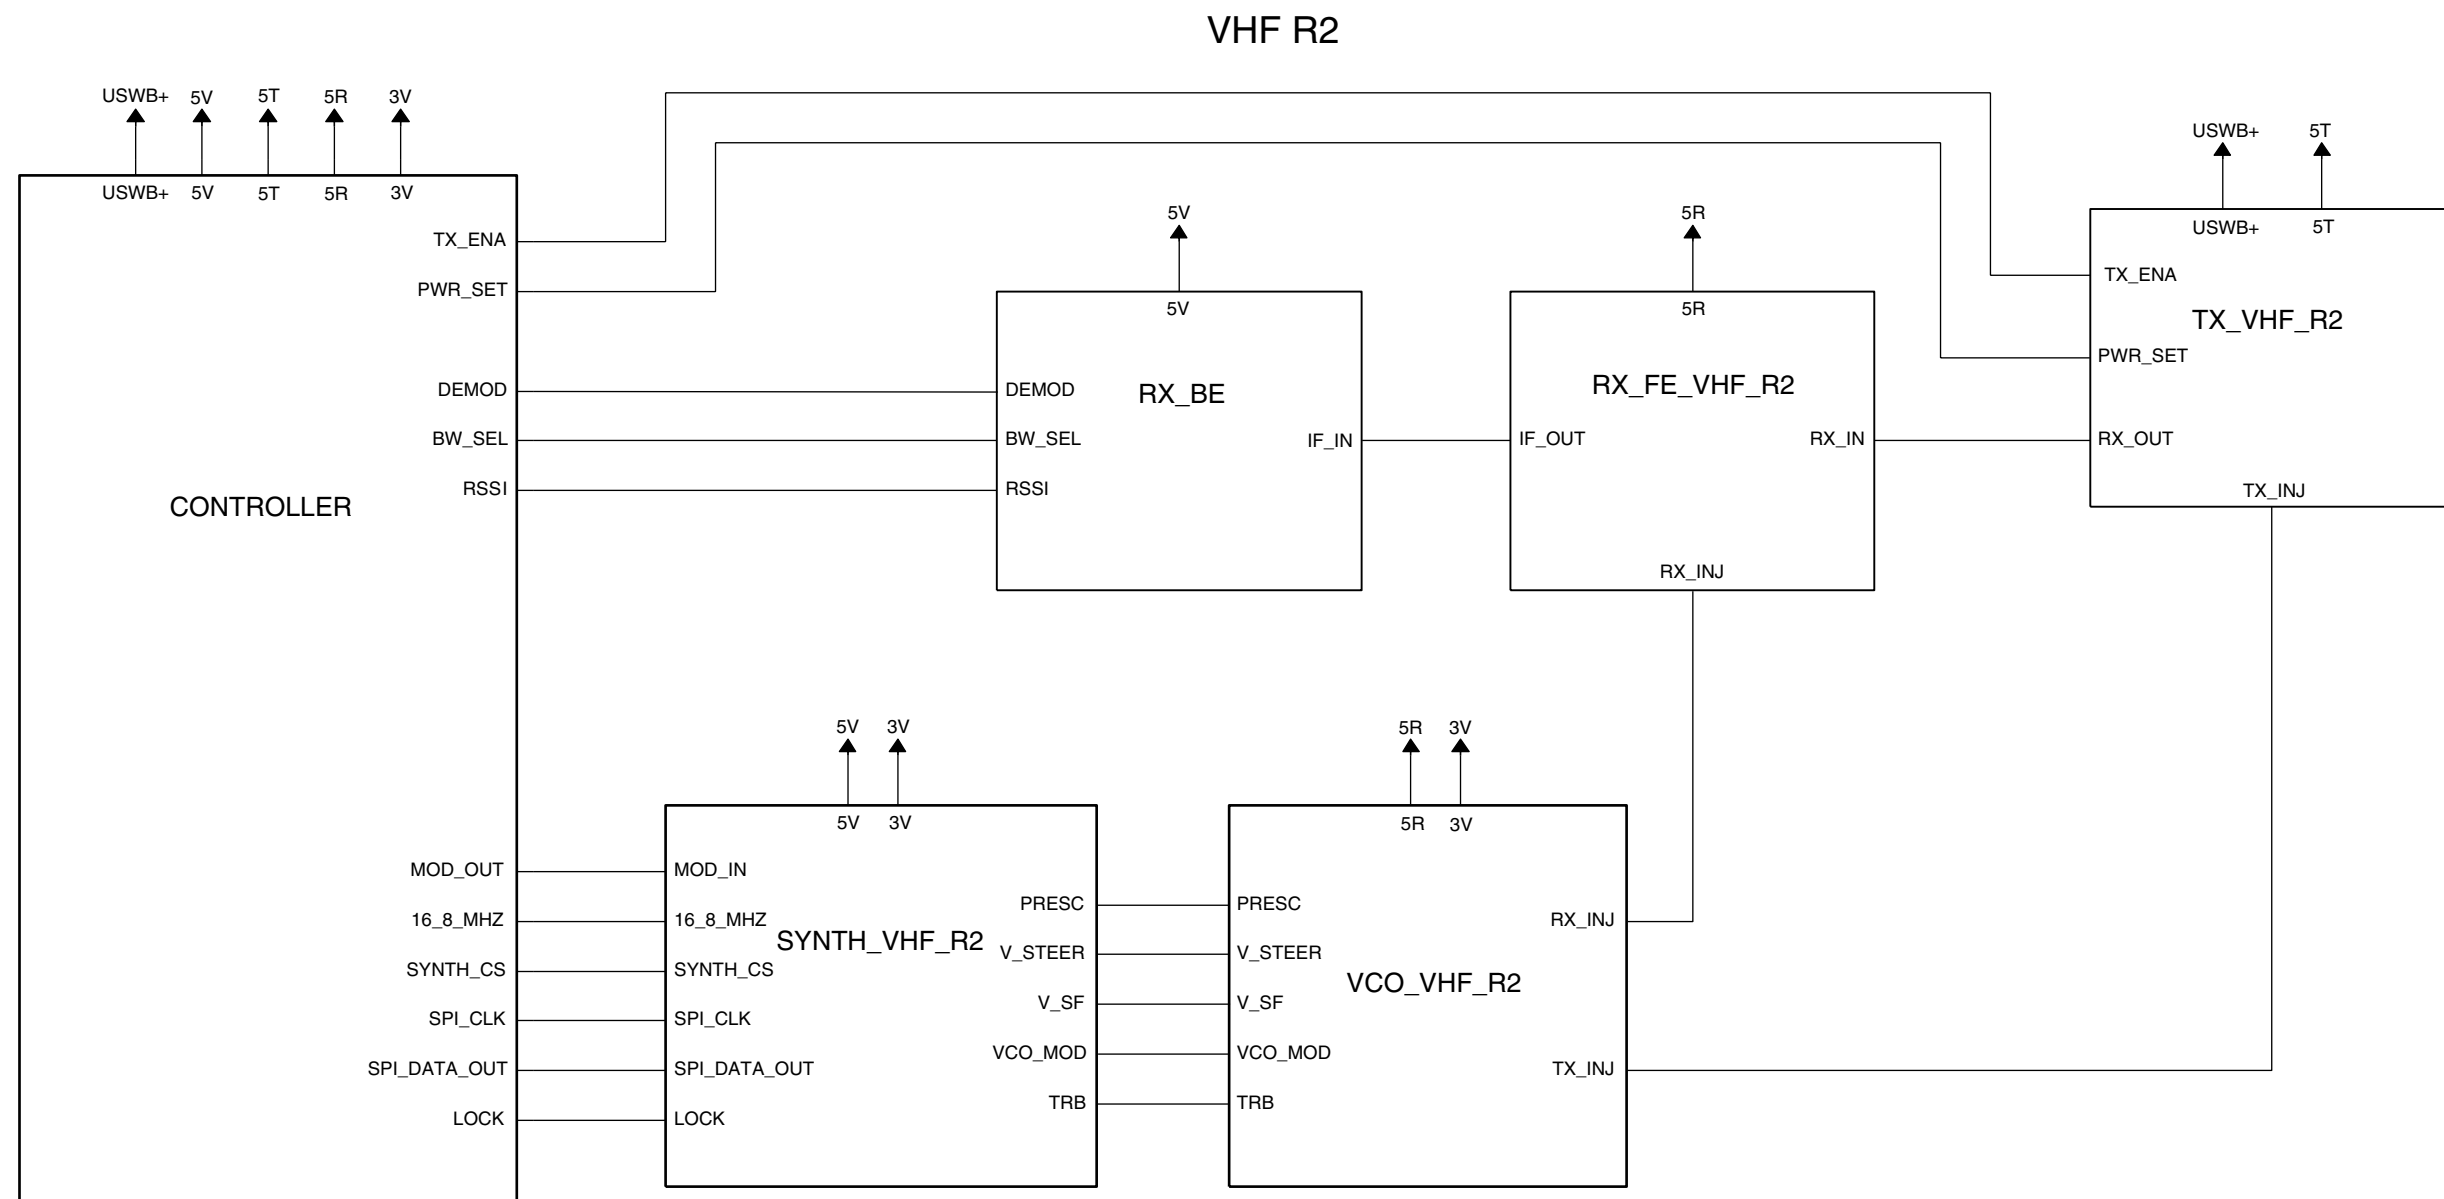 VHF R2
USWB+ 5V 5T 5R 3V
USWB+ 5V 5T 5R 3V
TX_ENA
PWR_SET
DEMOD
BW_SEL
RSSI
CONTROLLER
MOD_OUT
16_8_MHZ
SYNTH_CS
SPI_CLK
SPI_DATA_OUT
LOCK
5V
5V
DEMOD
RX_BE
BW_SEL
IF_IN
RSSI
5R
5R
RX_FE_VHF_R2
IF_OUT
RX_IN
RX_INJ
USWB+ 5T
USWB+ 5T
TX_ENA
TX_VHF_R2
PWR_SET
RX_OUT
TX_INJ
5V 3V
5V 3V
MOD_IN
16_8_MHZ
SYNTH_VHF_R2
SYNTH_CS
SPI_CLK
SPI_DATA_OUT
LOCK
PRESC
V_STEER
V_SF
VCO_MOD
TRB
5R 3V
5R 3V
PRESC
V_STEER
V_SF
VCO_MOD
TRB
VCO_VHF_R2
RX_INJ
TX_INJ